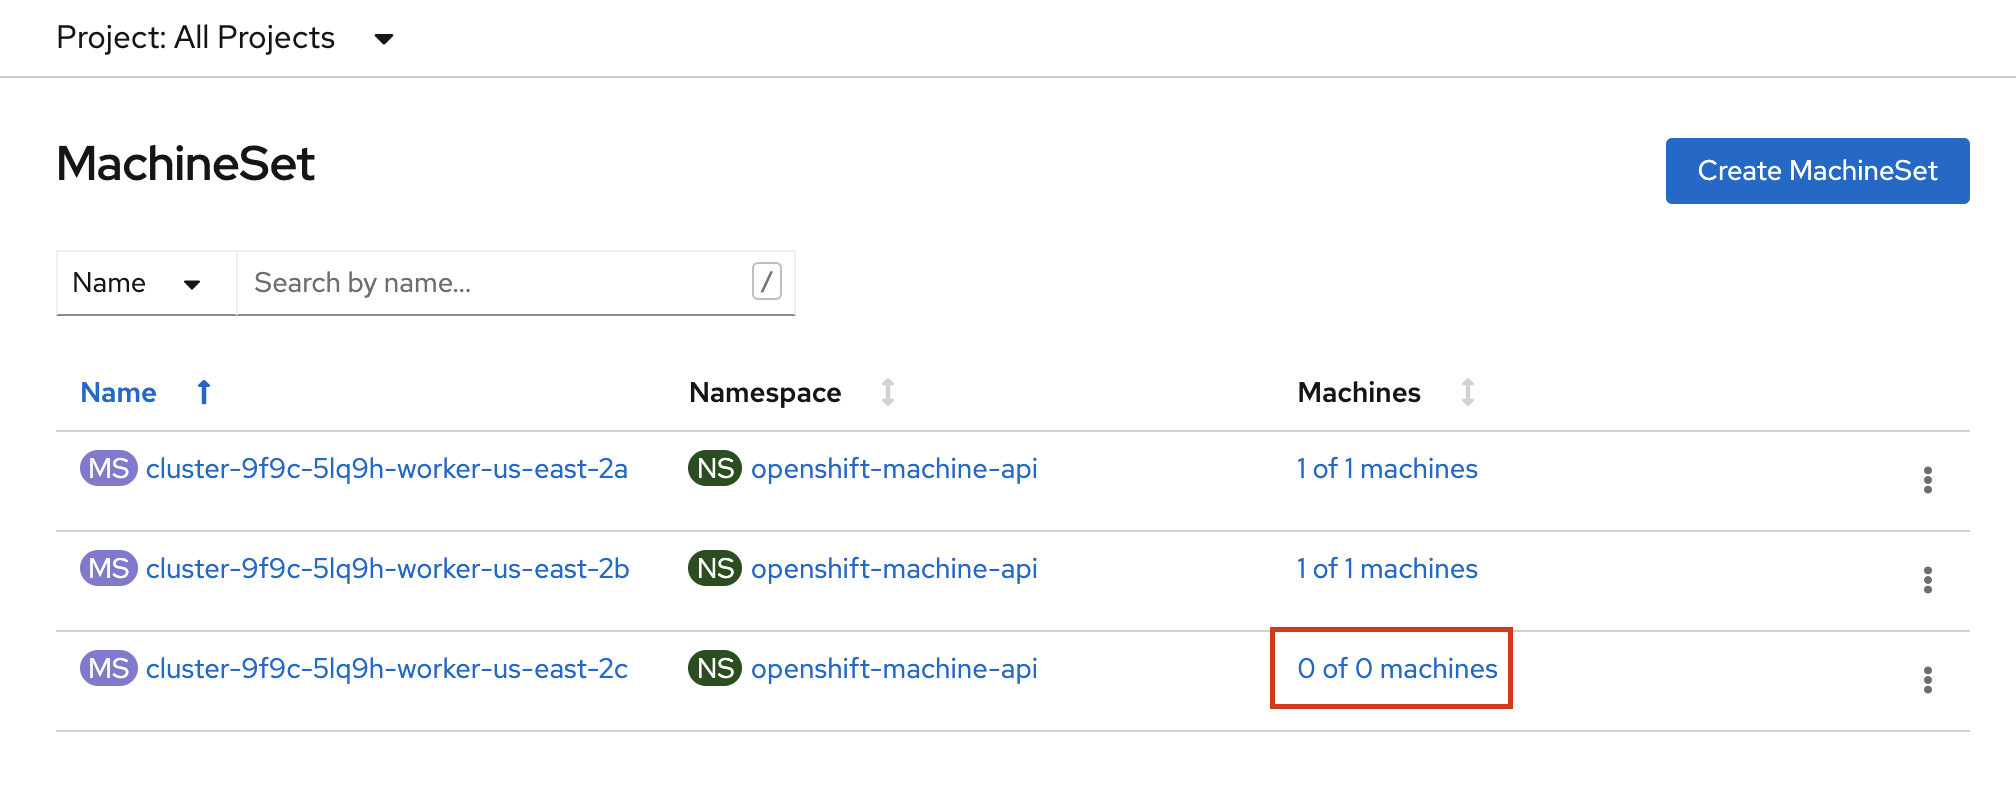 Project: All Projects
MachineSet
Create MachineSet
Name
Search by name...
/
Name Namespace Machines
MS cluster-9f9c-5lq9h-worker-us-east-2a NS openshift-machine-api 1 of 1 machines
MS cluster-9f9c-5lq9h-worker-us-east-2b NS openshift-machine-api 1 of 1 machines
MS cluster-9f9c-5lq9h-worker-us-east-2c NS openshift-machine-api 0 of 0 machines